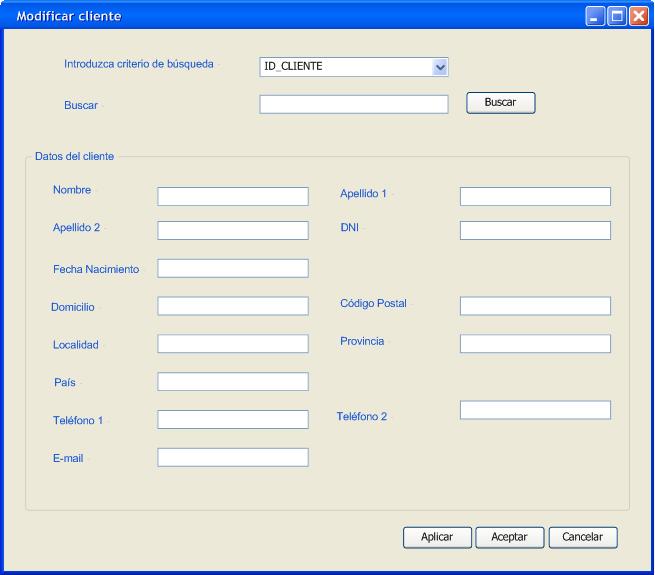 Modificar cliente
Introduzca criterio de búsqueda
ID_CLIENTE
Buscar
Buscar
Datos del cliente
Nombre
Apellido 1
Apellido 2
DNI
Fecha Nacimiento
Domicilio
Código Postal
Localidad
Provincia
País
Teléfono 1
Teléfono 2
E-mail
Aplicar
Aceptar
Cancelar